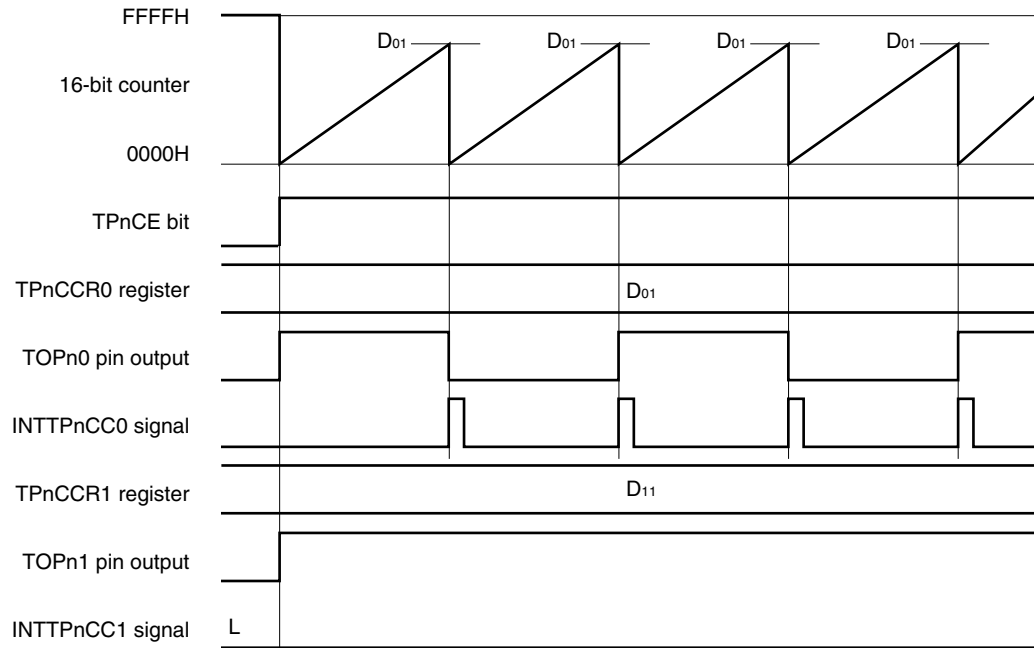 FFFFH
D01 D01 D01 D01
16-bit counter
0000H
TPnCE bit
TPnCCR0 register D01
TOPn0 pin output
INTTPnCC0 signal
TPnCCR1 register D11
TOPn1 pin output
INTTPnCC1 signal L